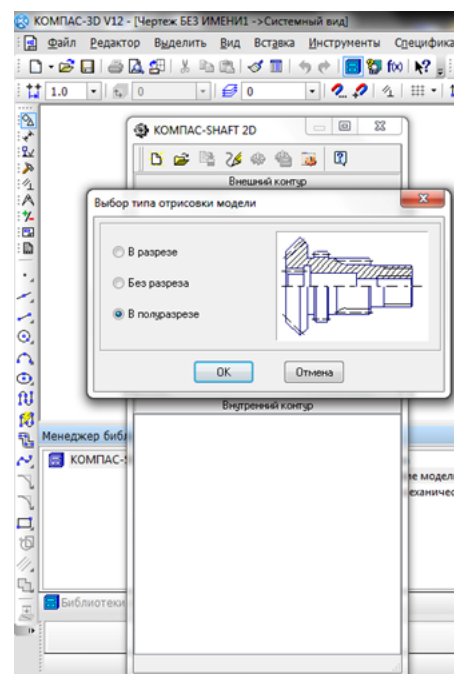 КОМПАС-3D V12 - [Чертеж БЕЗ ИМЕНИ1 ->Системный вид]
Файл Редактор Выделить Вид Вставка Инструменты Специфика
f(x)
1.0 0 0
КОМПАС-SHAFT 2D
Внешний контур
Выбор типа отрисовки модели
В разрезе
Без разреза
В полуразрезе
OK Отмена
Внутренний контур
Менеджер библ
КОМПАС-S
ие модел
еханичес
Библиотеки